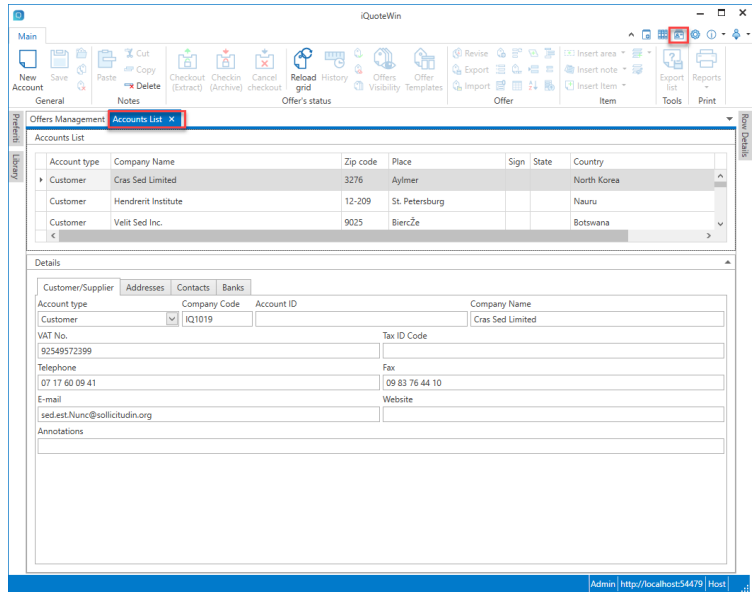 iQuoteWin
Main
New Account
Save
Paste
Cut
Copy
Delete
Checkout (Extract)
Checkin (Archive)
Cancel checkout
Reload grid
History
Offers Visibility
Offer Templates
Revise
Export
Import
Insert area
Insert note
Insert Item
Export list
Reports
General
Notes
Offer's status
Offer
Item
Tools
Print
Preferiti
Library
Row Details
Offers Management
Accounts List
Accounts List
Account type Company Name Zip code Place Sign State Country
Customer Cras Sed Limited 3276 Aylmer North Korea
Customer Hendrerit Institute 12-209 St. Petersburg Nauru
Customer Velit Sed Inc. 9025 BiercŽe Botswana
Details
Customer/Supplier Addresses Contacts Banks
Account type Company Code Account ID Company Name
Customer IQ1019 Cras Sed Limited
VAT No. Tax ID Code
92549572399
Telephone Fax
07 17 60 09 41 09 83 76 44 10
E-mail Website
sed.est.Nunc@sollicitudin.org
Annotations
Admin http://localhost:54479 Host